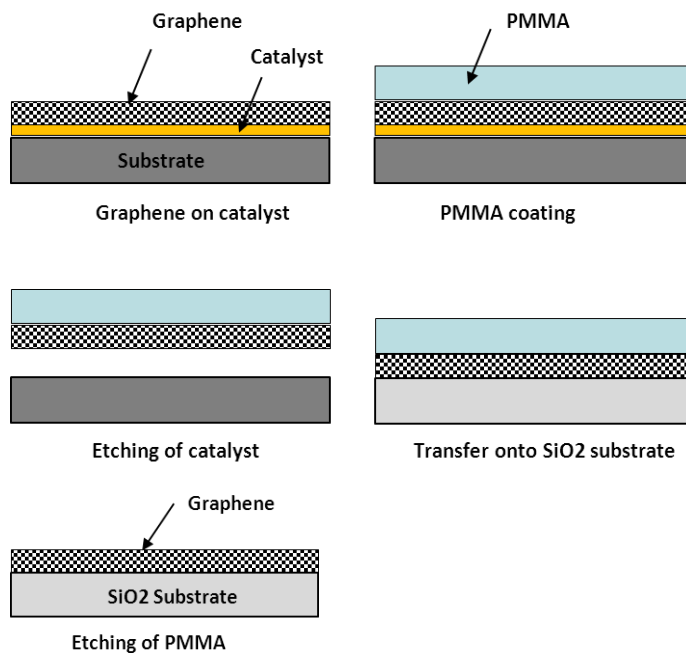 Graphene
Catalyst
Substrate
Graphene on catalyst
PMMA
PMMA coating
Etching of catalyst
Transfer onto SiO2 substrate
Graphene
SiO2 Substrate
Etching of PMMA